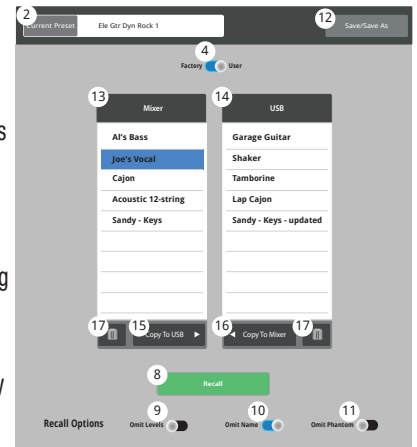 2 Current Preset Ele Gtr Dyn Rock 1 12 Save/Save As
4
Factory User
13 Mixer 14 USB
Al's Bass Garage Guitar
Joe's Vocal Shaker
Cajon Tamborine
Acoustic 12-string Lap Cajon
Sandy - Keys Sandy - Keys - updated
17 15 Copy To USB 16 Copy To Mixer 17
8 Recall
9 10 11
Recall Options Omit Levels Omit Name Omit Phantom
s
g